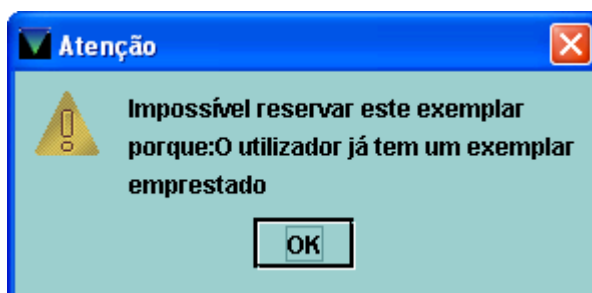 Atenção
Impossível reservar este exemplar
porque:O utilizador já tem um exemplar
emprestado
OK